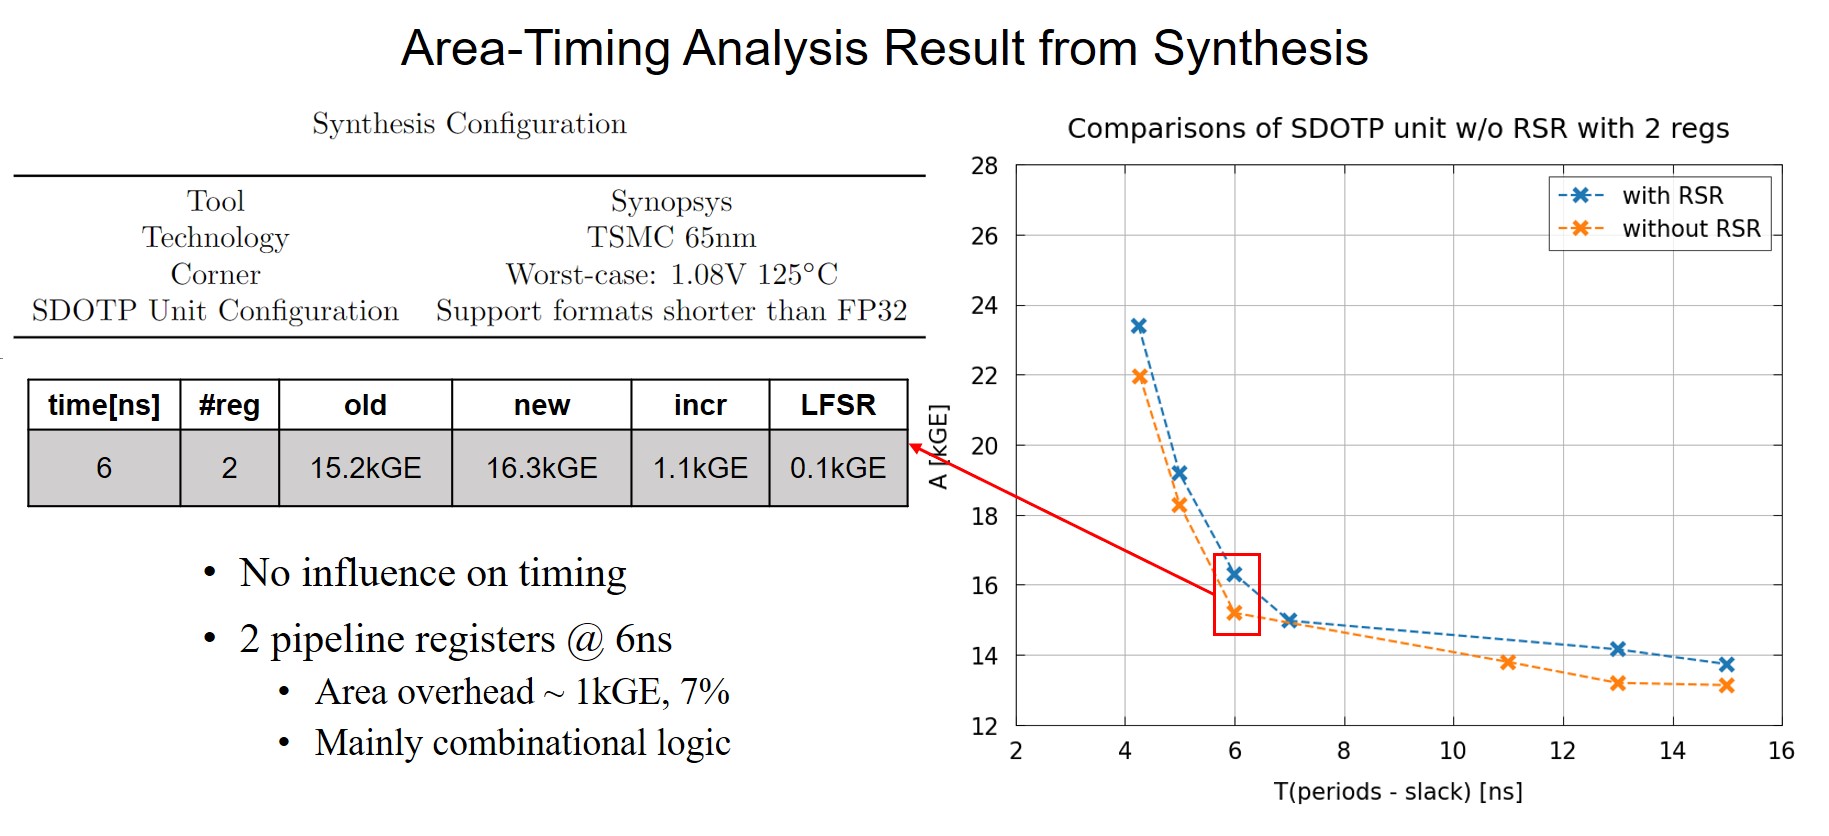 Area-Timing Analysis Result from Synthesis
Synthesis Configuration
Tool Synopsys
Technology TSMC 65nm
Corner Worst-case: 1.08V 125°C
SDOTP Unit Configuration Support formats shorter than FP32
time[ns] #reg old new incr LFSR
6 2 15.2kGE 16.3kGE 1.1kGE 0.1kGE
• No influence on timing
• 2 pipeline registers @ 6ns
• Area overhead ~ 1kGE, 7%
• Mainly combinational logic
Comparisons of SDOTP unit w/o RSR with 2 regs
with RSR
without RSR
A [kGE]
28
26
24
22
20
18
16
14
12
2 4 6 8 10 12 14 16
T(periods - slack) [ns]